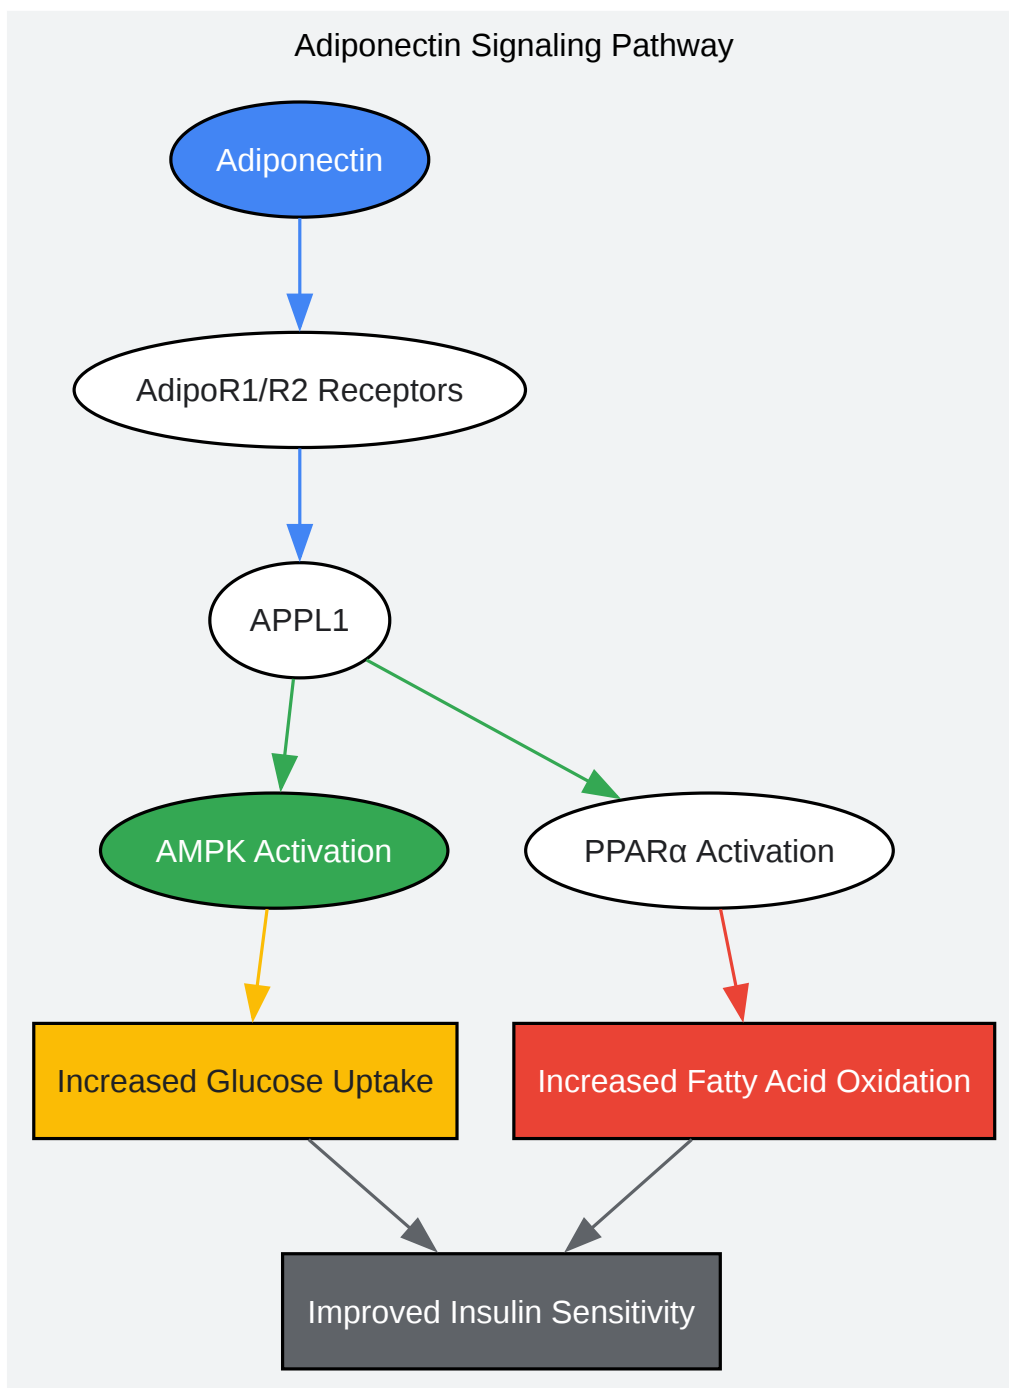 Adiponectin Signaling Pathway
Adiponectin
AdipoR1/R2 Receptors
APPL1
AMPK Activation
PPARα Activation
Increased Glucose Uptake
Increased Fatty Acid Oxidation
Improved Insulin Sensitivity